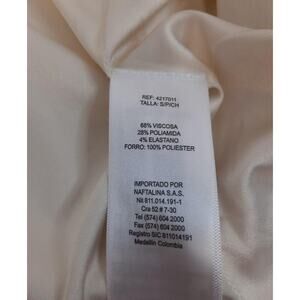 REF: 4217011
TALLA: S/P/CH
68% VISCOSA
28% POLIAMIDA
4% ELASTANO
FORRO: 100% POLIESTER
IMPORTADO POR
NAFTALINA S.A.S.
Nit 811.014.191-1
Cra 52 # 7-30
Tel (574) 604 2000
Fax (574) 604 2000
Registro SIC 811014191
Medellín Colombia